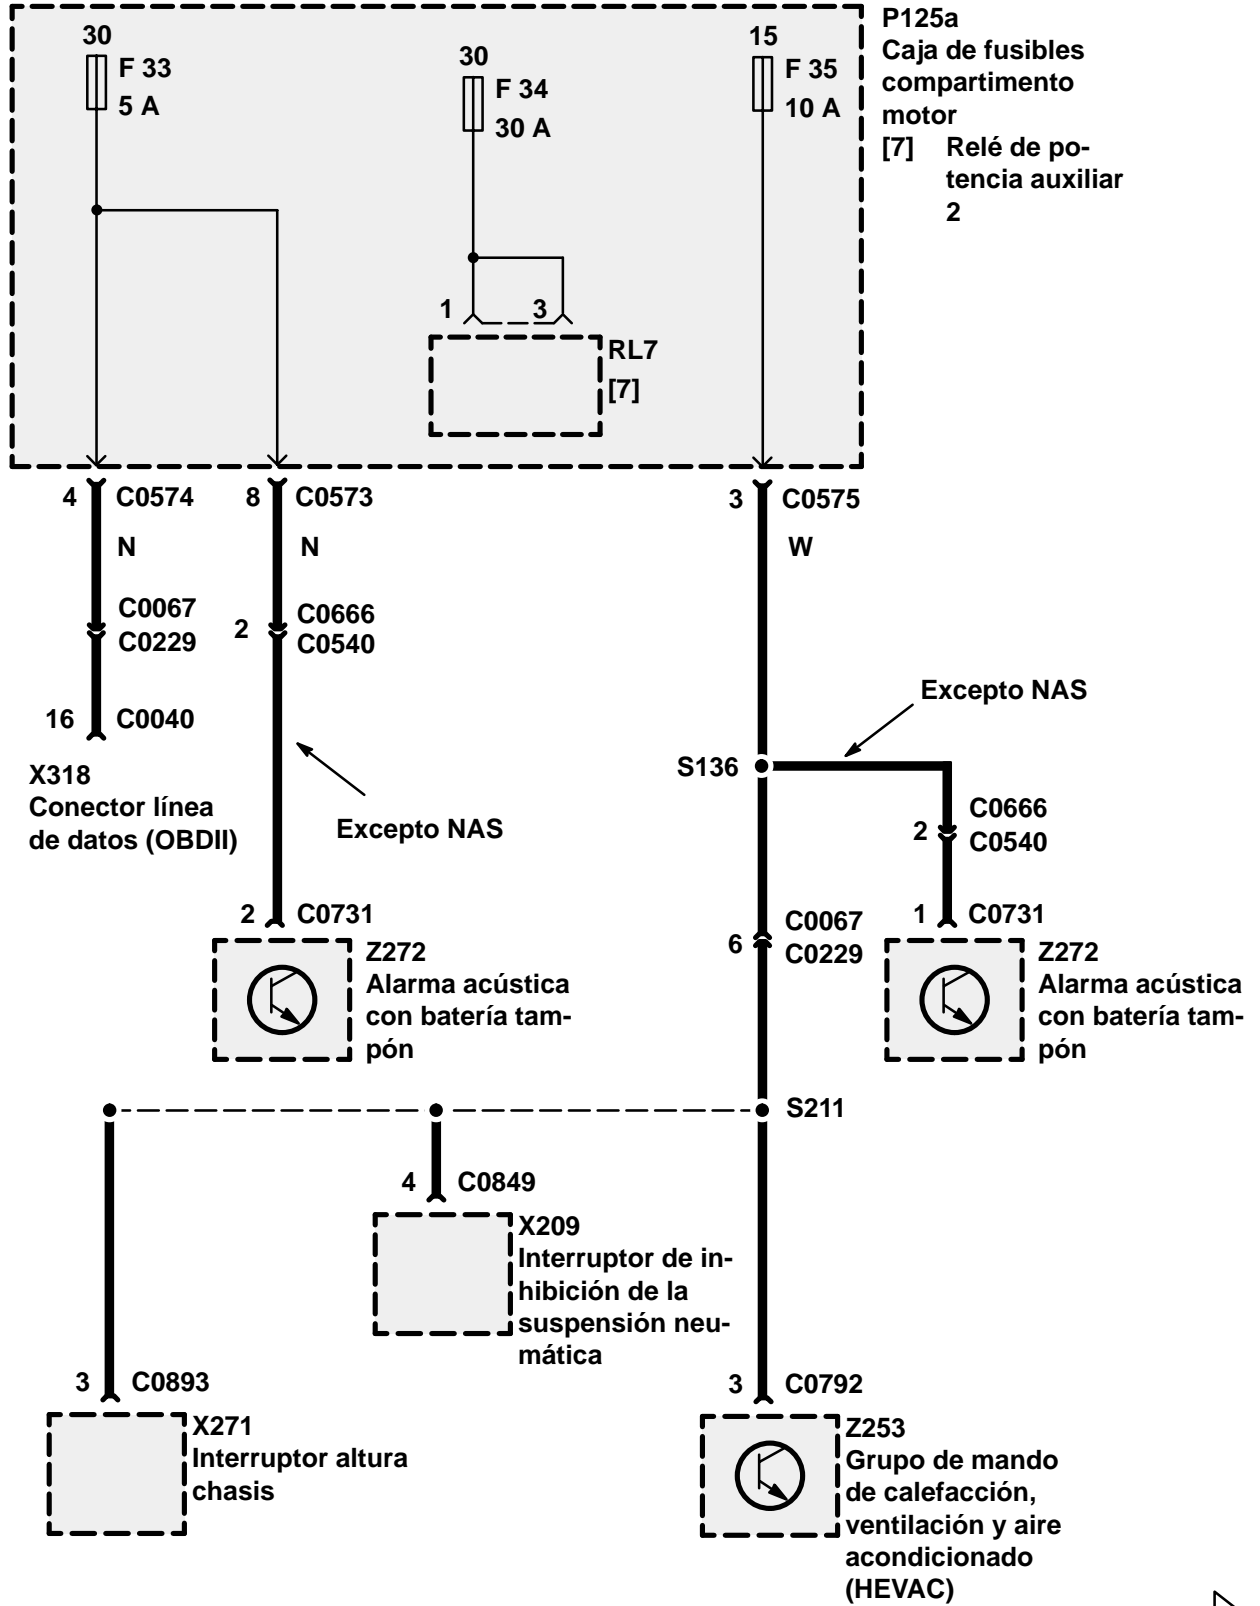 P125a
Caja de fusibles
compartimento
motor
[7] Relé de po-
tencia auxiliar
2
30
F 33
5 A
30
F 34
30 A
15
F 35
10 A
1
3
RL7
[7]
4 C0574
8 C0573
3 C0575
N
N
W
C0067
C0229
2
C0666
C0540
16 C0040
X318
Conector línea
de datos (OBDII)
Excepto NAS
Excepto NAS
S136
2
C0666
C0540
2 C0731
Z272
Alarma acústica
con batería tam-
pón
6
C0067
C0229
1 C0731
Z272
Alarma acústica
con batería tam-
pón
S211
4 C0849
X209
Interruptor de in-
hibición de la
suspensión neu-
mática
3 C0893
X271
Interruptor altura
chasis
3 C0792
Z253
Grupo de mando
de calefacción,
ventilación y aire
acondicionado
(HEVAC)